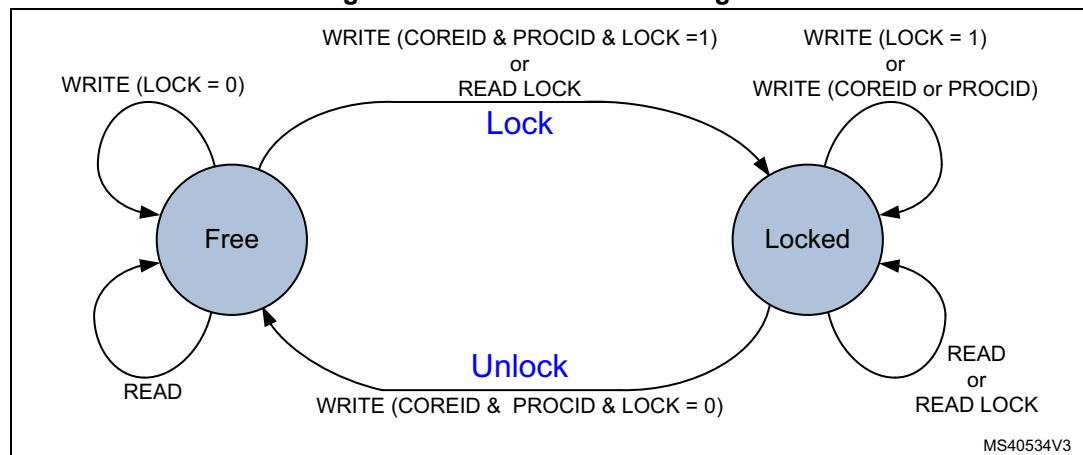 WRITE (COREID & PROCID & LOCK =1)
or
READ LOCK
Lock
WRITE (LOCK = 1)
or
WRITE (COREID or PROCID)
WRITE (LOCK = 0)
Free
Locked
READ
Unlock
WRITE (COREID & PROCID & LOCK = 0)
READ
or
READ LOCK
MS40534V3